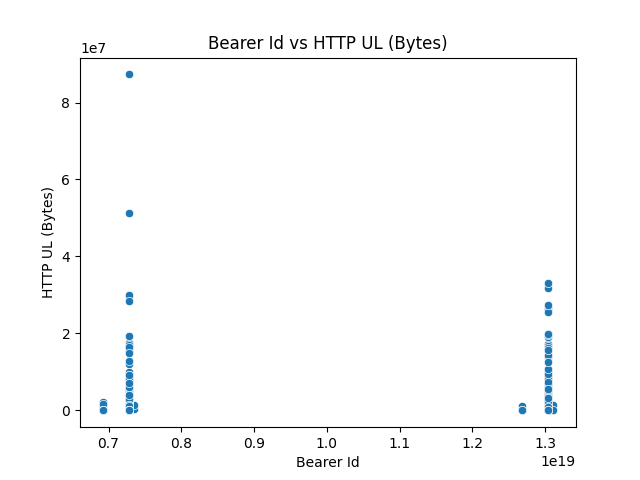 Bearer Id vs HTTP UL (Bytes)
1e7
8
6
4
2
0
HTTP UL (Bytes)
0.7 0.8 0.9 1.0 1.1 1.2 1.3
1e19
Bearer Id